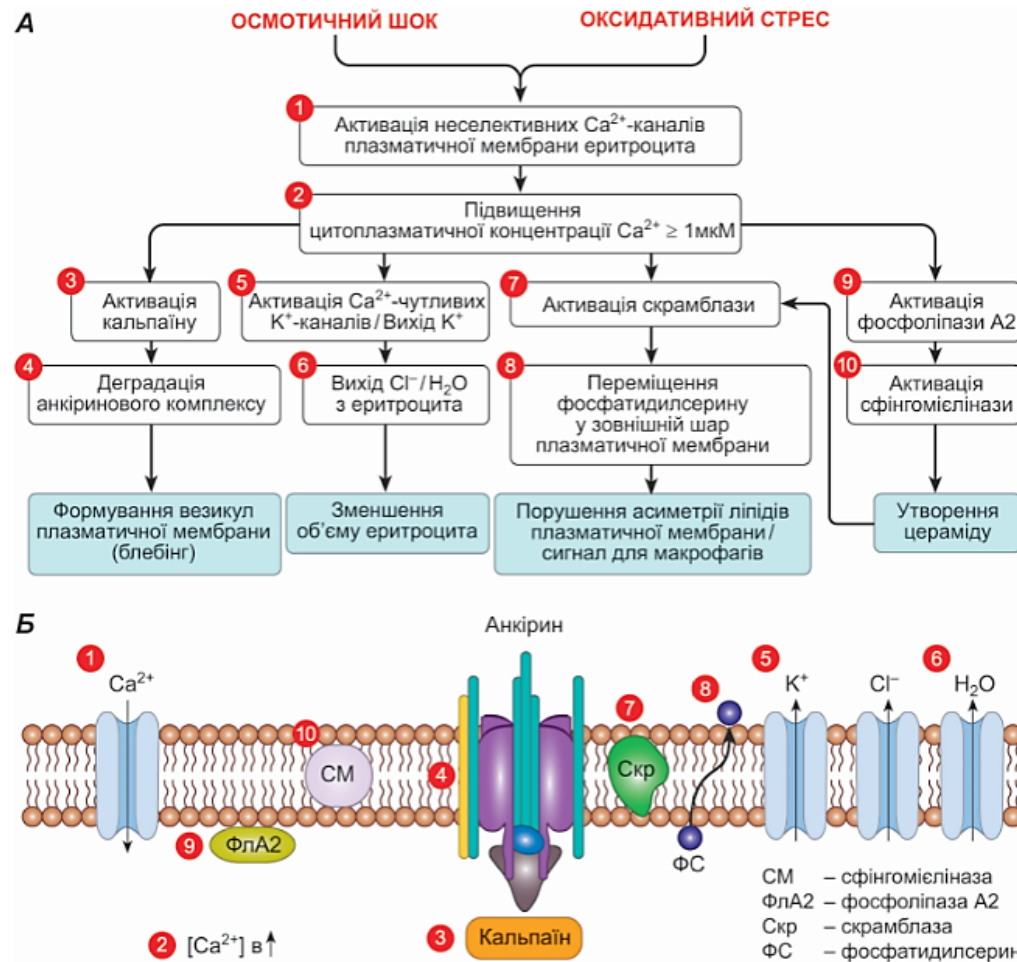 А
ОСМОТИЧНИЙ ШОК
ОКСИДАТИВНИЙ СТРЕС
1
Активація неселективних Ca²⁺-каналів
плазматичної мембрани еритроцита
2
Підвищення
цитоплазматичної концентрації Ca²⁺ ≥ 1мкМ
3
Активація
кальпаїну
5
Активація Ca²⁺-чутливих
K⁺-каналів/Вихід K⁺
7
Активація скрамблази
9
Активація
фосфоліпази А2
4
Деградація
анкіринового комплексу
6
Вихід Cl⁻/H₂O
з еритроцита
8
Переміщення
фосфатидилсерину
у зовнішній шар
плазматичної мембрани
10
Активація
сфінгомієлінази
Формування везикул
плазматичної мембрани
(блебінг)
Зменшення
об’єму еритроцита
Порушення асиметрії ліпідів
плазматичної мембрани/
сигнал для макрофагів
Утворення
цераміду
Б
Анкірин
1
Ca²⁺
10
СМ
9
ФлА2
4
7
Скр
8
ФС
5
K⁺
Cl⁻
6
H₂O
2 [Ca²⁺] в
3
Кальпаїн
СМ – сфінгомієліназа
ФлА2 – фосфоліпаза А2
Скр – скрамблаза
ФС – фосфатидилсерин